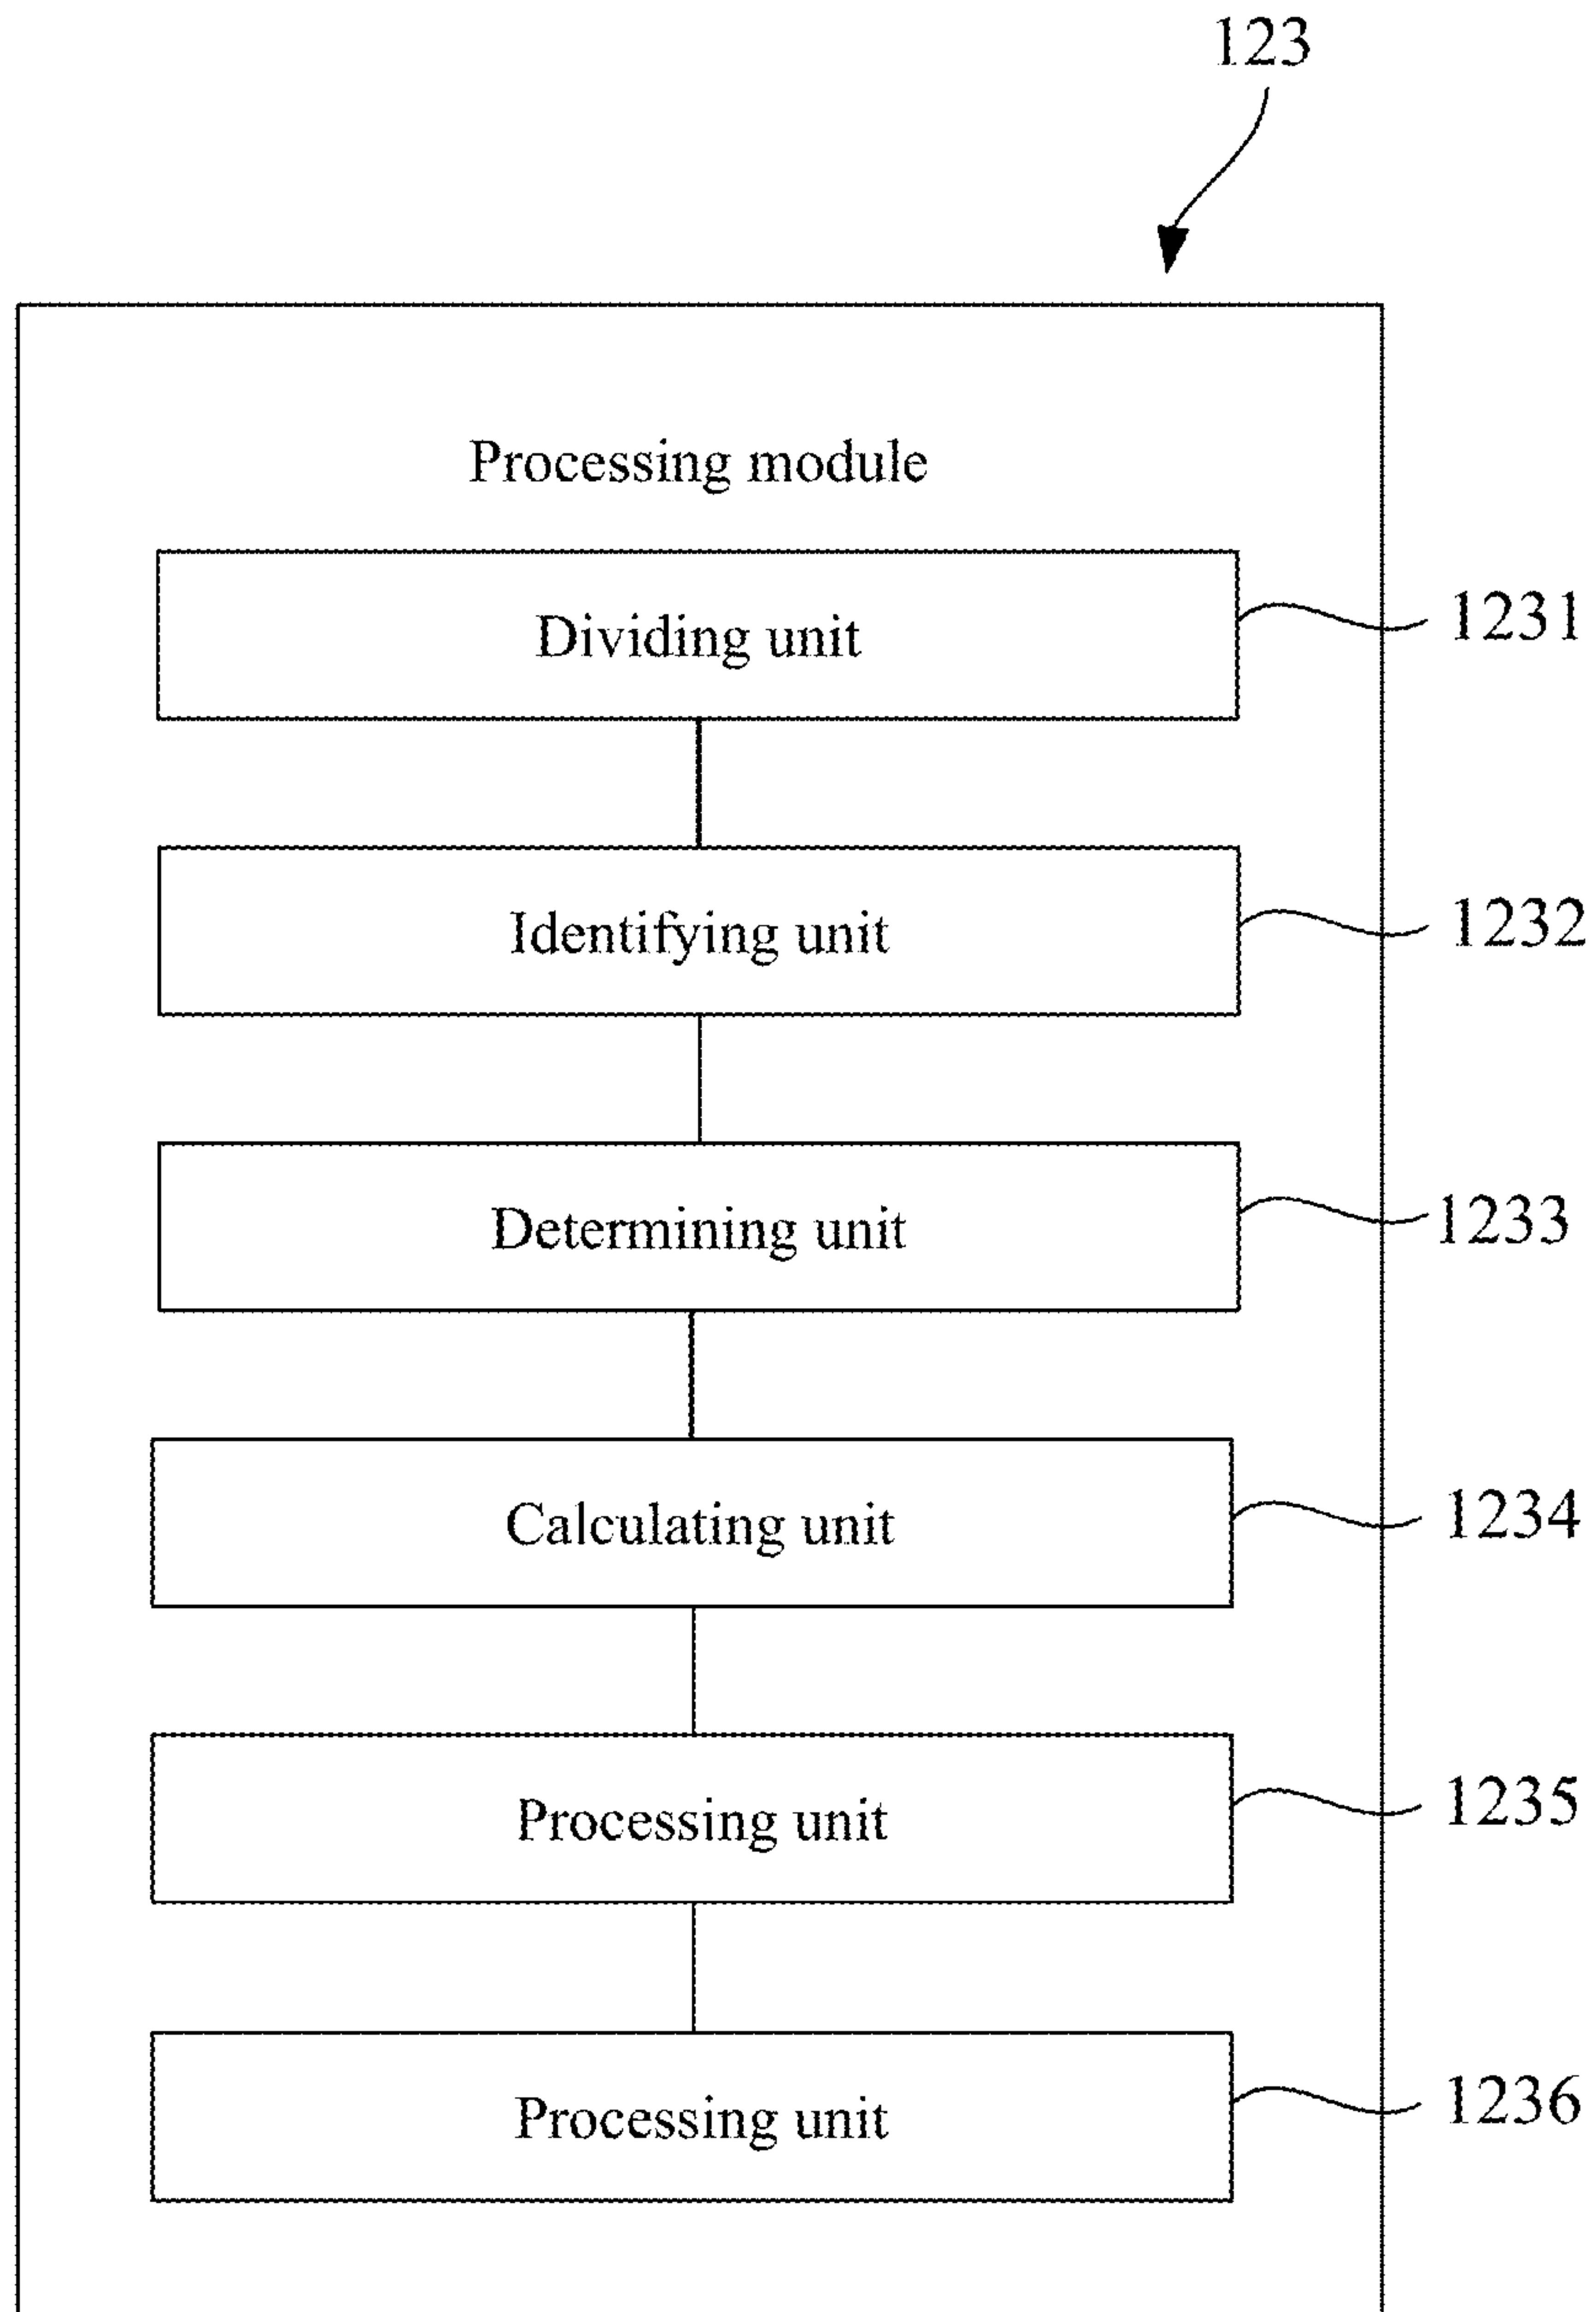 123
Processing module
Dividing unit 1231
Identifying unit 1232
Determining unit 1233
Calculating unit 1234
Processing unit 1235
Processing unit 1236